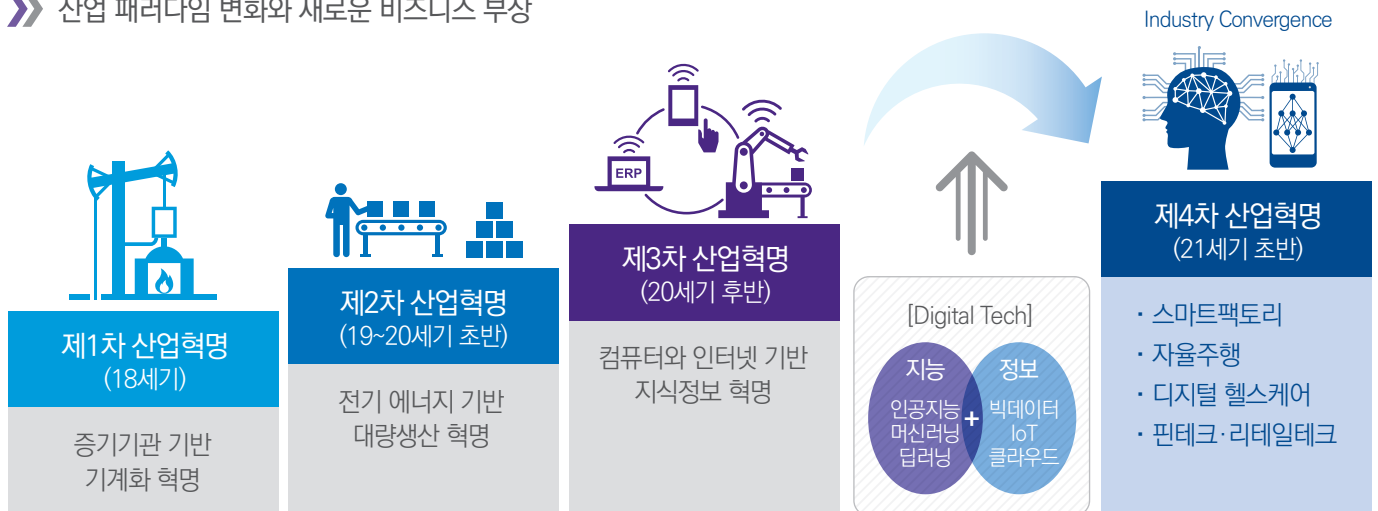 산업 패러다임 변화와 새로운 비즈니스 부상
Industry Convergence
ERP
제1차 산업혁명
(18세기)
증기기관 기반
기계화 혁명
제2차 산업혁명
(19~20세기 초반)
전기 에너지 기반
대량생산 혁명
제3차 산업혁명
(20세기 후반)
컴퓨터와 인터넷 기반
지식정보 혁명
[Digital Tech]
지능
인공지능
머신러닝
딥러닝
+
정보
빅데이터
IoT
클라우드
제4차 산업혁명
(21세기 초반)
· 스마트팩토리
· 자율주행
· 디지털 헬스케어
· 핀테크·리테일테크